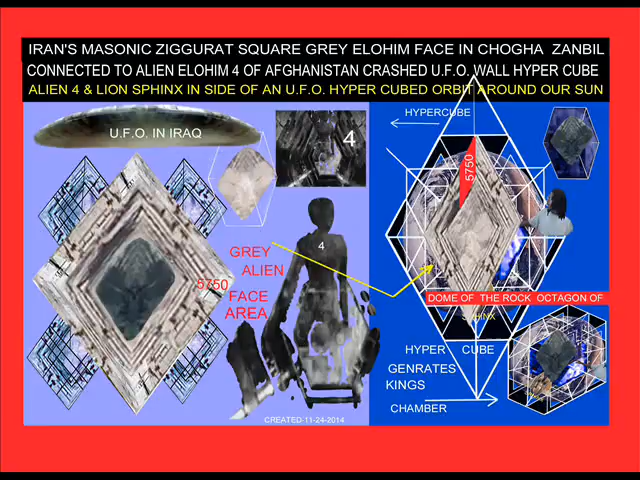 IRAN'S MASONIC ZIGGURAT SQUARE GREY ELOHIM FACE IN CHOGHA ZANBIL
CONNECTED TO ALIEN ELOHIM 4 OF AFGHANISTAN CRASHED U.F.O. WALL HYPER CUBE
ALIEN 4 & LION SPHINX IN SIDE OF AN U.F.O. HYPER CUBED ORBIT AROUND OUR SUN
U.F.O. IN IRAQ
4
HYPERCUBE
5750
4
GREY
ALIEN
5750
FACE
AREA
DOME OF THE ROCK OCTAGON OF
SPHINX
HYPER CUBE
GENRATES
KINGS
CHAMBER
CREATED-11-24-2014